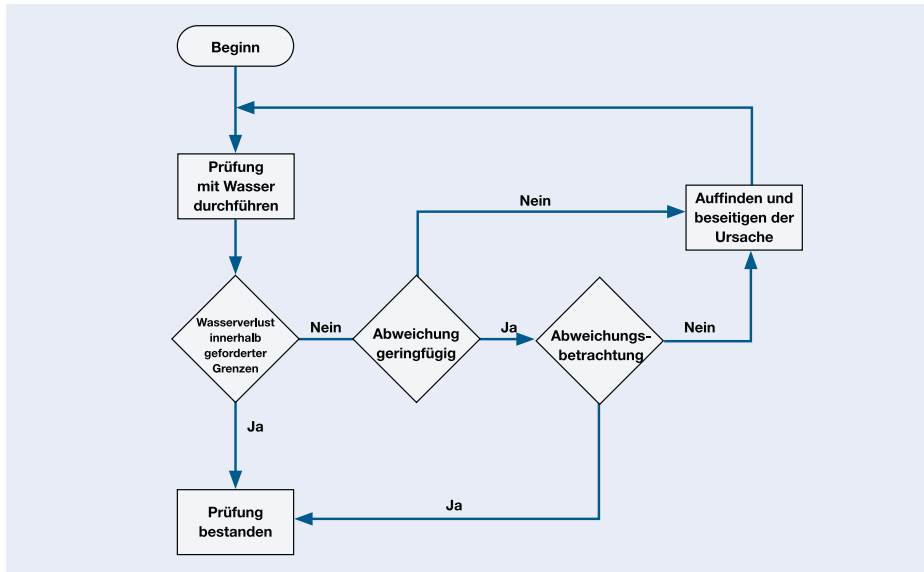 Beginn
Prüfung
mit Wasser
durchführen
Nein
Auffinden und
beseitigen der
Ursache
Wasserverlust
innerhalb
geforderter
Grenzen
Nein
Abweichung
geringfügig
Ja
Abweichungs-
betrachtung
Nein
Ja
Ja
Prüfung
bestanden